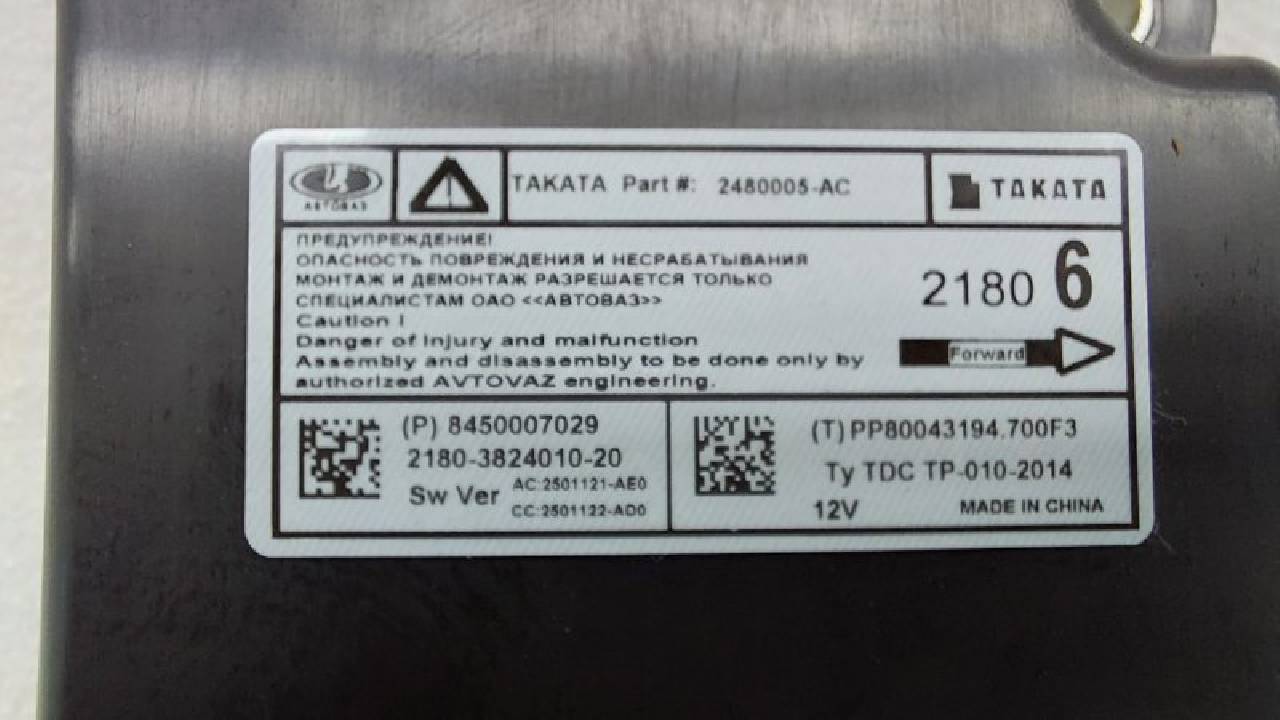 АВТОВАЗ
TAKATA Part #: 2480005-AC
TAKATA
ПРЕДУПРЕЖДЕНИЕ!
ОПАСНОСТЬ ПОВРЕЖДЕНИЯ И НЕСРАБАТЫВАНИЯ
МОНТАЖ И ДЕМОНТАЖ РАЗРЕШАЕТСЯ ТОЛЬКО
СПЕЦИАЛИСТАМ ОАО <<АВТОВАЗ>>
Caution !
Danger of injury and malfunction
Assembly and disassembly to be done only by
authorized AVTOVAZ engineering.
2180 6
Forward
(P) 8450007029
2180-3824010-20
Sw Ver
AC:2501121-AE0
CC:2501122-AD0
(T) PP80043194.700F3
Ty TDC TP-010-2014
12V
MADE IN CHINA